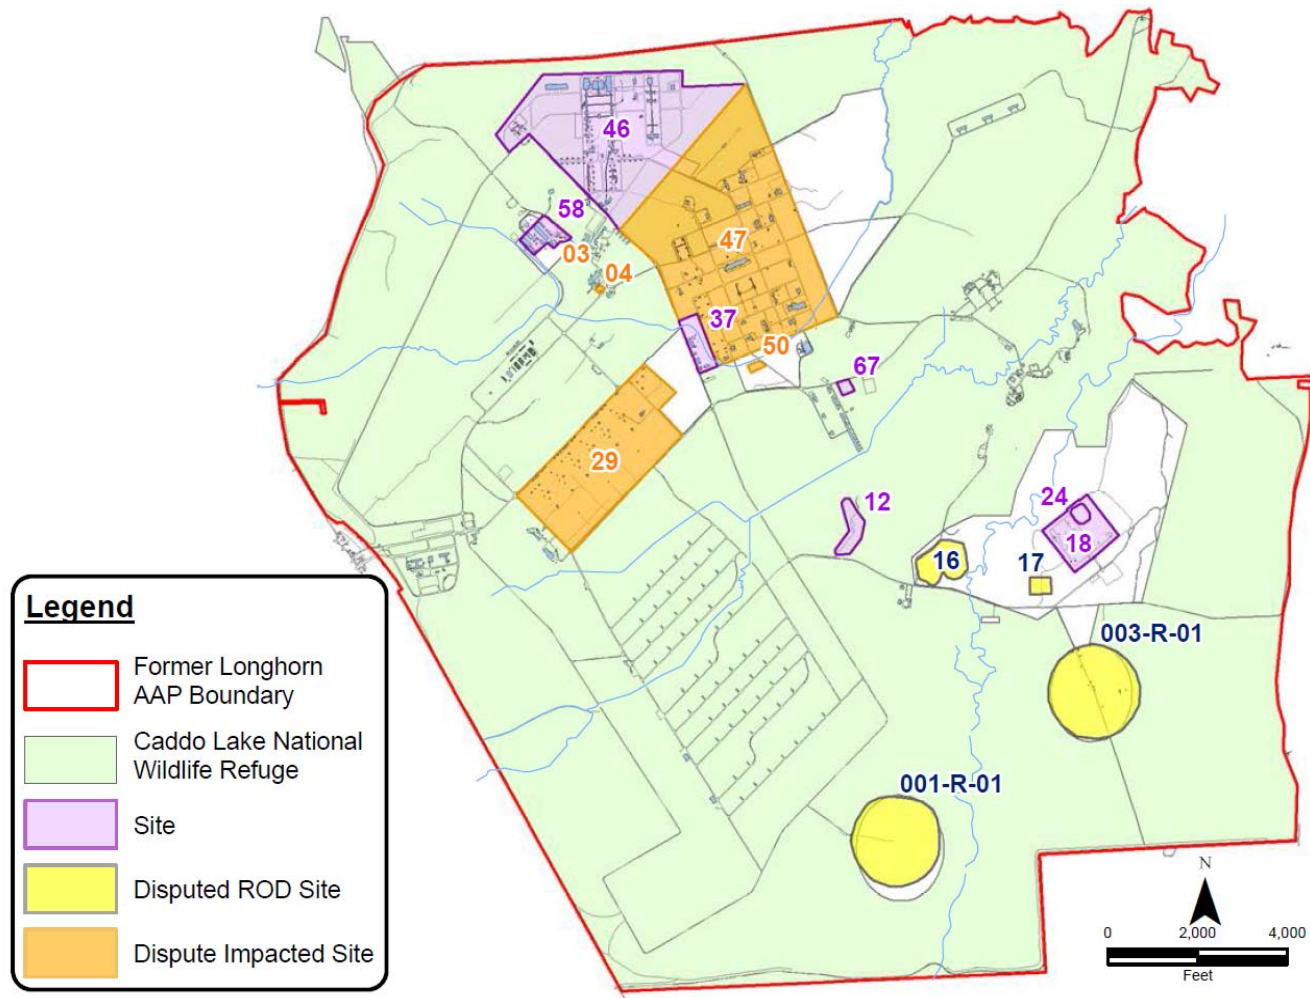 46
58
03
04
47
37
50
67
29
12
24
18
16
17
003-R-01
001-R-01
Legend
Former Longhorn
AAP Boundary
Caddo Lake National
Wildlife Refuge
Site
Disputed ROD Site
Dispute Impacted Site
N
0 2,000 4,000
Feet